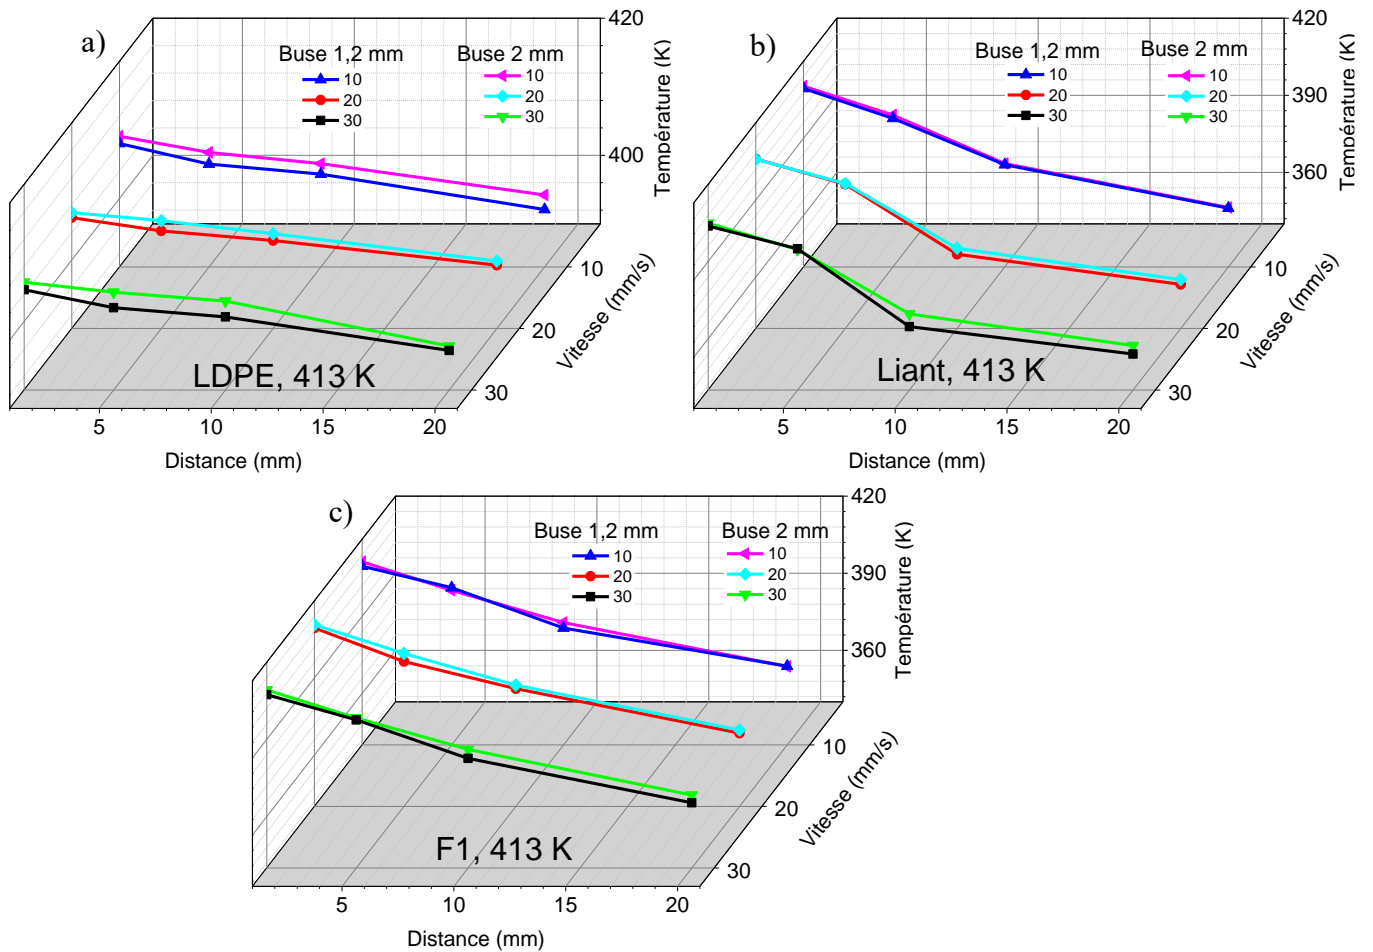 a)
Buse 1,2 mm
Buse 2 mm
10
20
30
10
20
30
420
400
Température (K)
10
20
30
Vitesse (mm/s)
LDPE, 413 K
5
10
15
20
Distance (mm)
b)
Buse 1,2 mm
Buse 2 mm
10
20
30
10
20
30
420
390
360
Température (K)
10
20
30
Vitesse (mm/s)
Liant, 413 K
5
10
15
20
Distance (mm)
c)
Buse 1,2 mm
Buse 2 mm
10
20
30
10
20
30
420
390
360
Température (K)
10
20
30
Vitesse (mm/s)
F1, 413 K
5
10
15
20
Distance (mm)